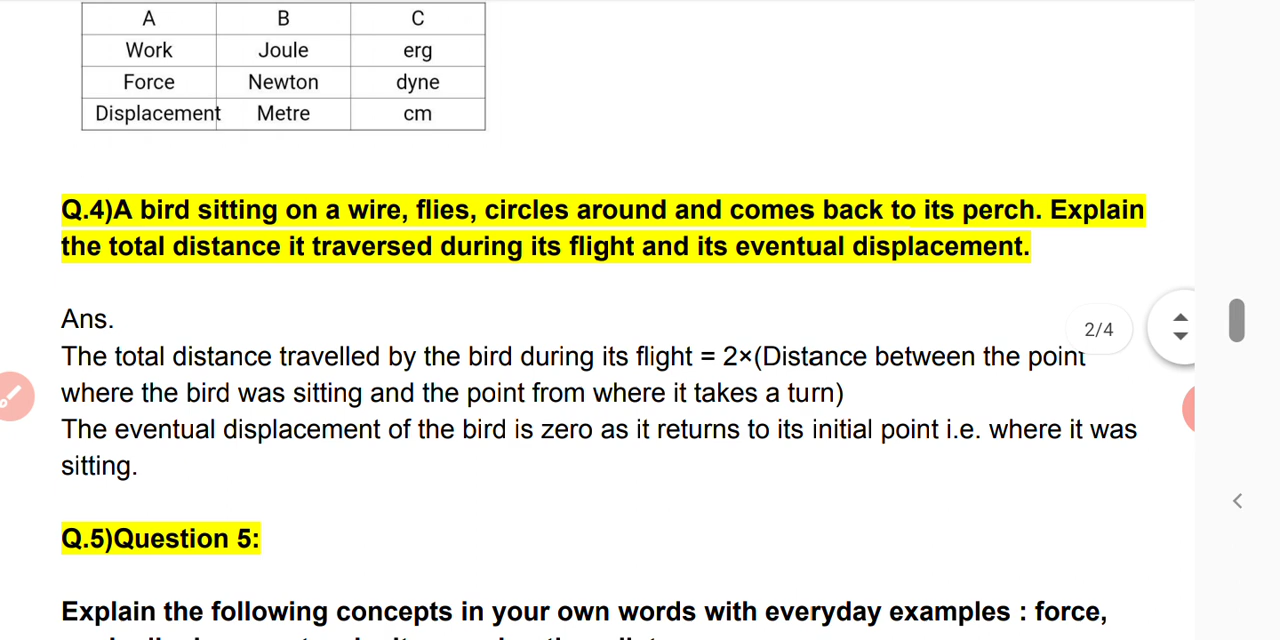 A B C
Work Joule erg
Force Newton dyne
Displacement Metre cm
Q.4)A bird sitting on a wire, flies, circles around and comes back to its perch. Explain
the total distance it traversed during its flight and its eventual displacement.
Ans.
2/4
The total distance travelled by the bird during its flight = 2×(Distance between the point
where the bird was sitting and the point from where it takes a turn)
The eventual displacement of the bird is zero as it returns to its initial point i.e. where it was
sitting.
Q.5)Question 5:
Explain the following concepts in your own words with everyday examples : force,